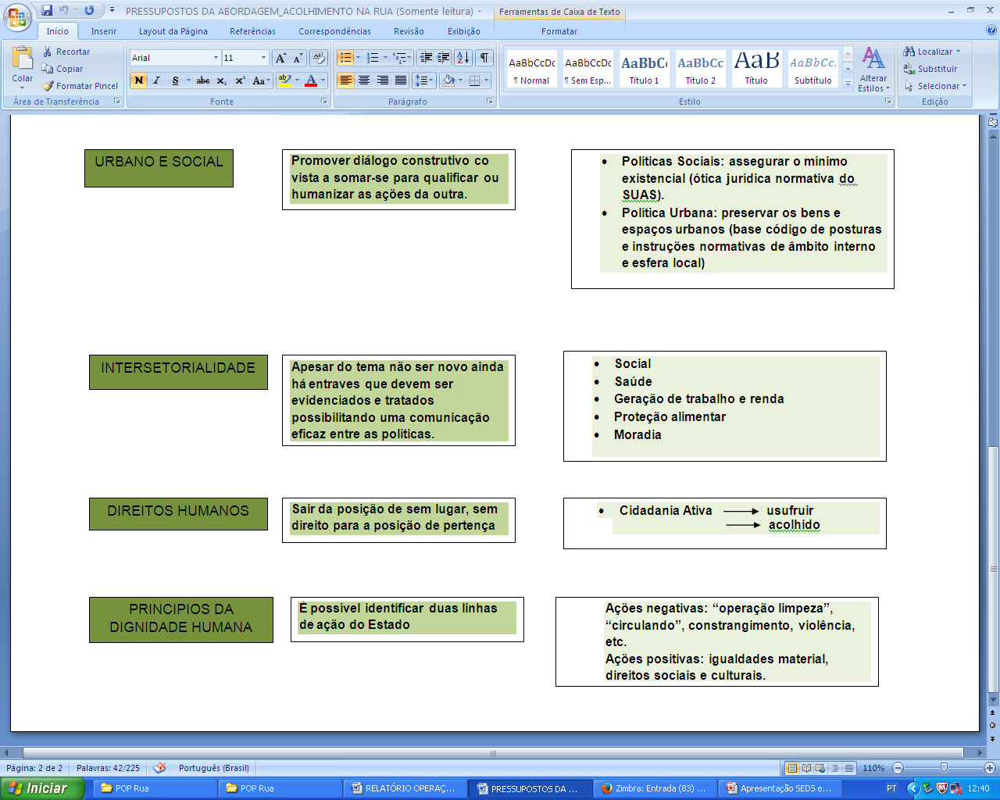 PRESSUPOSTOS DA ABORDAGEM_ACOLHIMENTO NA RUA (Somente leitura) -
Ferramentas de Caixa de Texto
Início
Inserir
Layout da Página
Referências
Correspondências
Revisão
Exibição
Formatar
Colar
Recortar
Copiar
Formatar Pincel
Área de Transferência
Arial
11
N I S abe x₂ x² Aa
Fonte
Parágrafo
AaBbCcDc
¶ Normal
AaBbCcDc
¶ Sem Esp...
AaBbC
Título 1
AaBbCc
Título 2
AaB
Título
AaBbCc.
Subtítulo
Alterar
Estilos
Estilo
Localizar
Substituir
Selecionar
Edição
URBANO E SOCIAL
Promover diálogo construtivo co
vista a somar-se para qualificar ou
humanizar as ações da outra.
• Políticas Sociais: assegurar o mínimo
existencial (ótica jurídica normativa do
SUAS).
• Política Urbana: preservar os bens e
espaços urbanos (base código de posturas
e instruções normativas de âmbito interno
e esfera local)
INTERSETORIALIDADE
Apesar do tema não ser novo ainda
há entraves que devem ser
evidenciados e tratados
possibilitando uma comunicação
eficaz entre as políticas.
• Social
• Saúde
• Geração de trabalho e renda
• Proteção alimentar
• Moradia
DIREITOS HUMANOS
Sair da posição de sem lugar, sem
direito para a posição de pertença
• Cidadania Ativa → usufruir
→ acolhido
PRINCIPIOS DA
DIGNIDADE HUMANA
É possível identificar duas linhas
de ação do Estado
Ações negativas: “operação limpeza”,
“circulando”, constrangimento, violência,
etc.
Ações positivas: igualdades material,
direitos sociais e culturais.
Página: 2 de 2
Palavras: 42/225
Português (Brasil)
110%
Iniciar
POP Rua
POP Rua
RELATÓRIO OPERAÇ...
PRESSUPOSTOS DA ...
Zimbra: Entrada (83) ...
Apresentação SEDS e...
PT
12:40